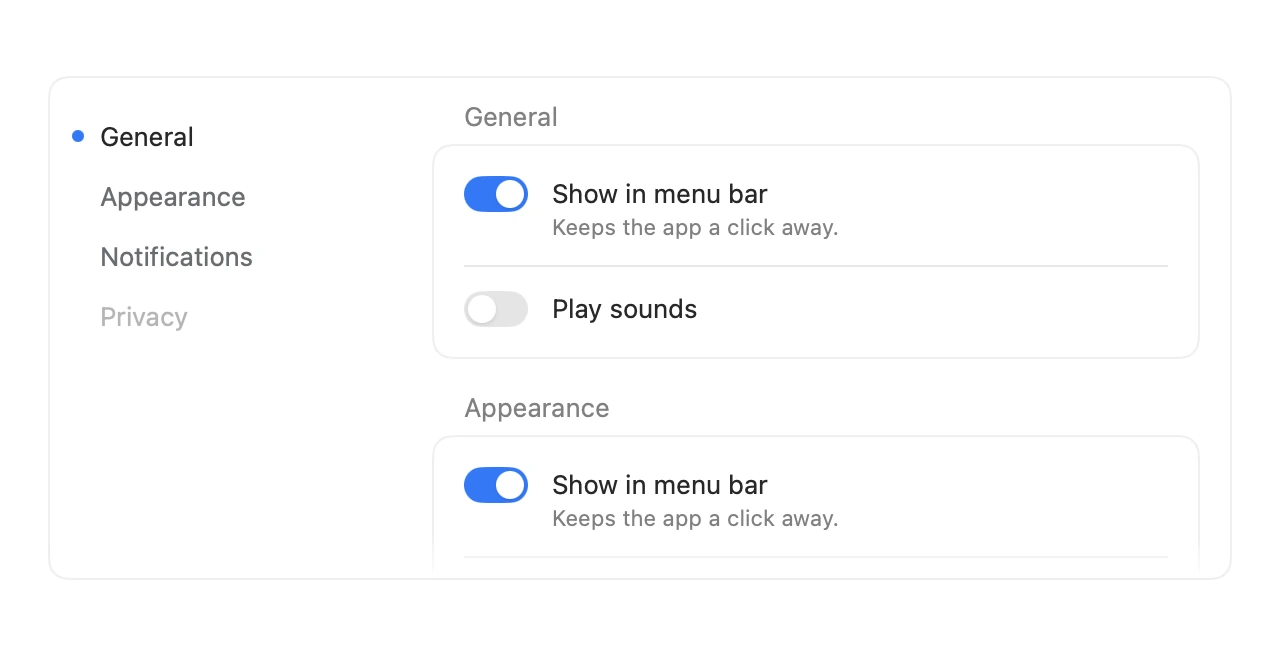 General
Appearance
Notifications
Privacy
General
Show in menu bar
Keeps the app a click away.
Play sounds
Appearance
Show in menu bar
Keeps the app a click away.